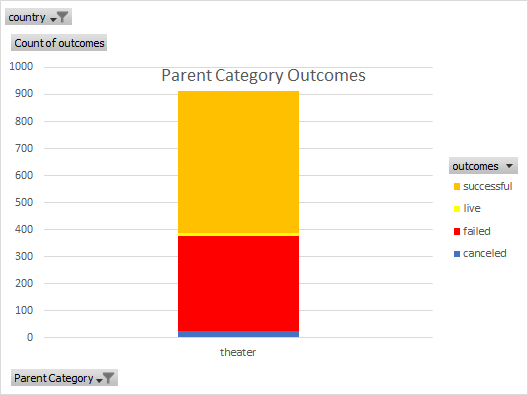 country
Count of outcomes
Parent Category Outcomes
1000
900
800
700
600
500
400
300
200
100
0
theater
outcomes
successful
live
failed
canceled
Parent Category